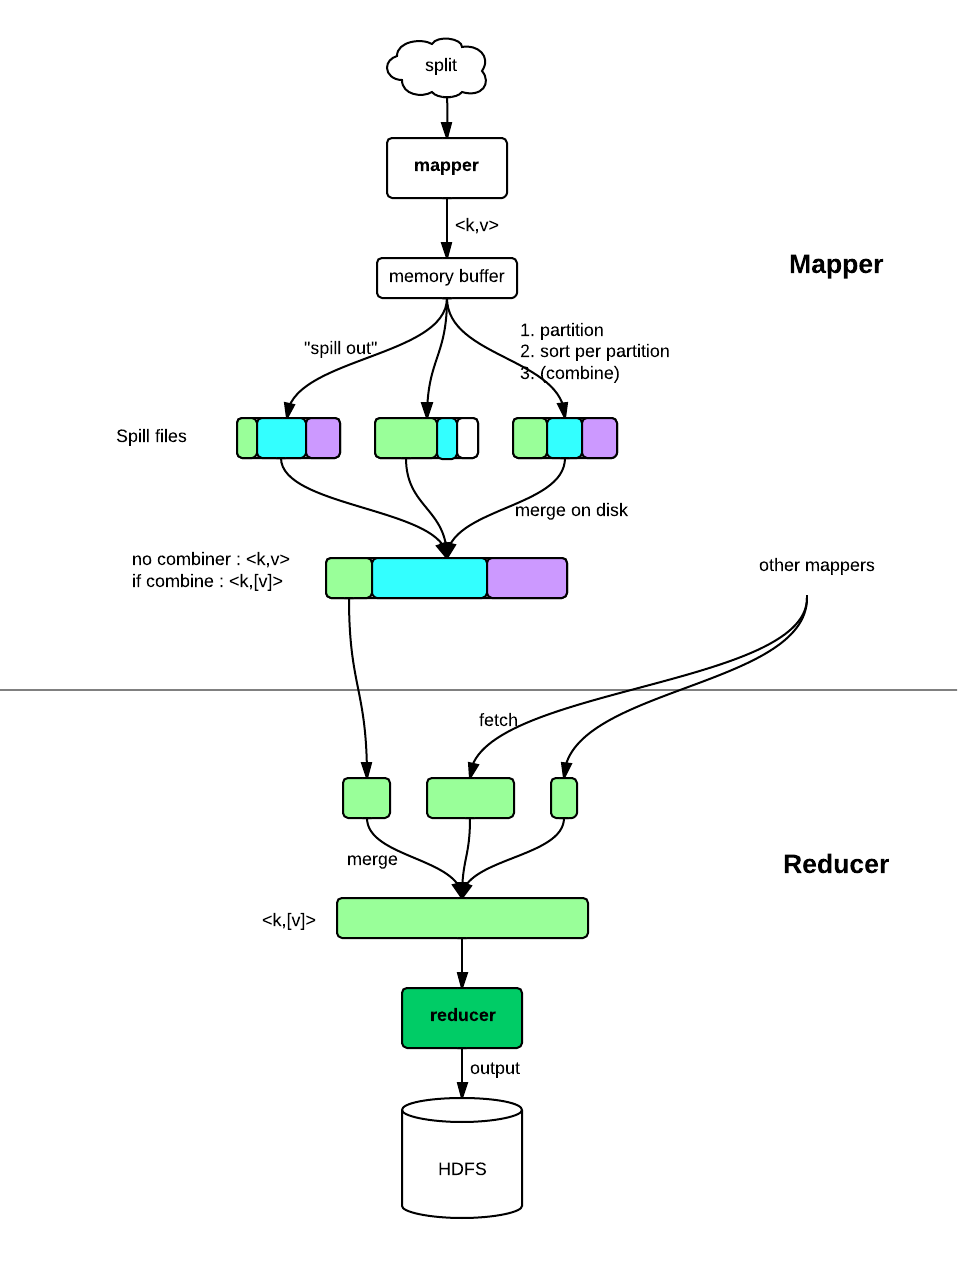 split
mapper
<k,v>
Mapper
memory buffer
"spill out"
1. partition
2. sort per partition
3. (combine)
Spill files
merge on disk
no combiner : <k,v>
if combine : <k,[v]>
other mappers
fetch
merge
Reducer
<k,[v]>
reducer
output
HDFS